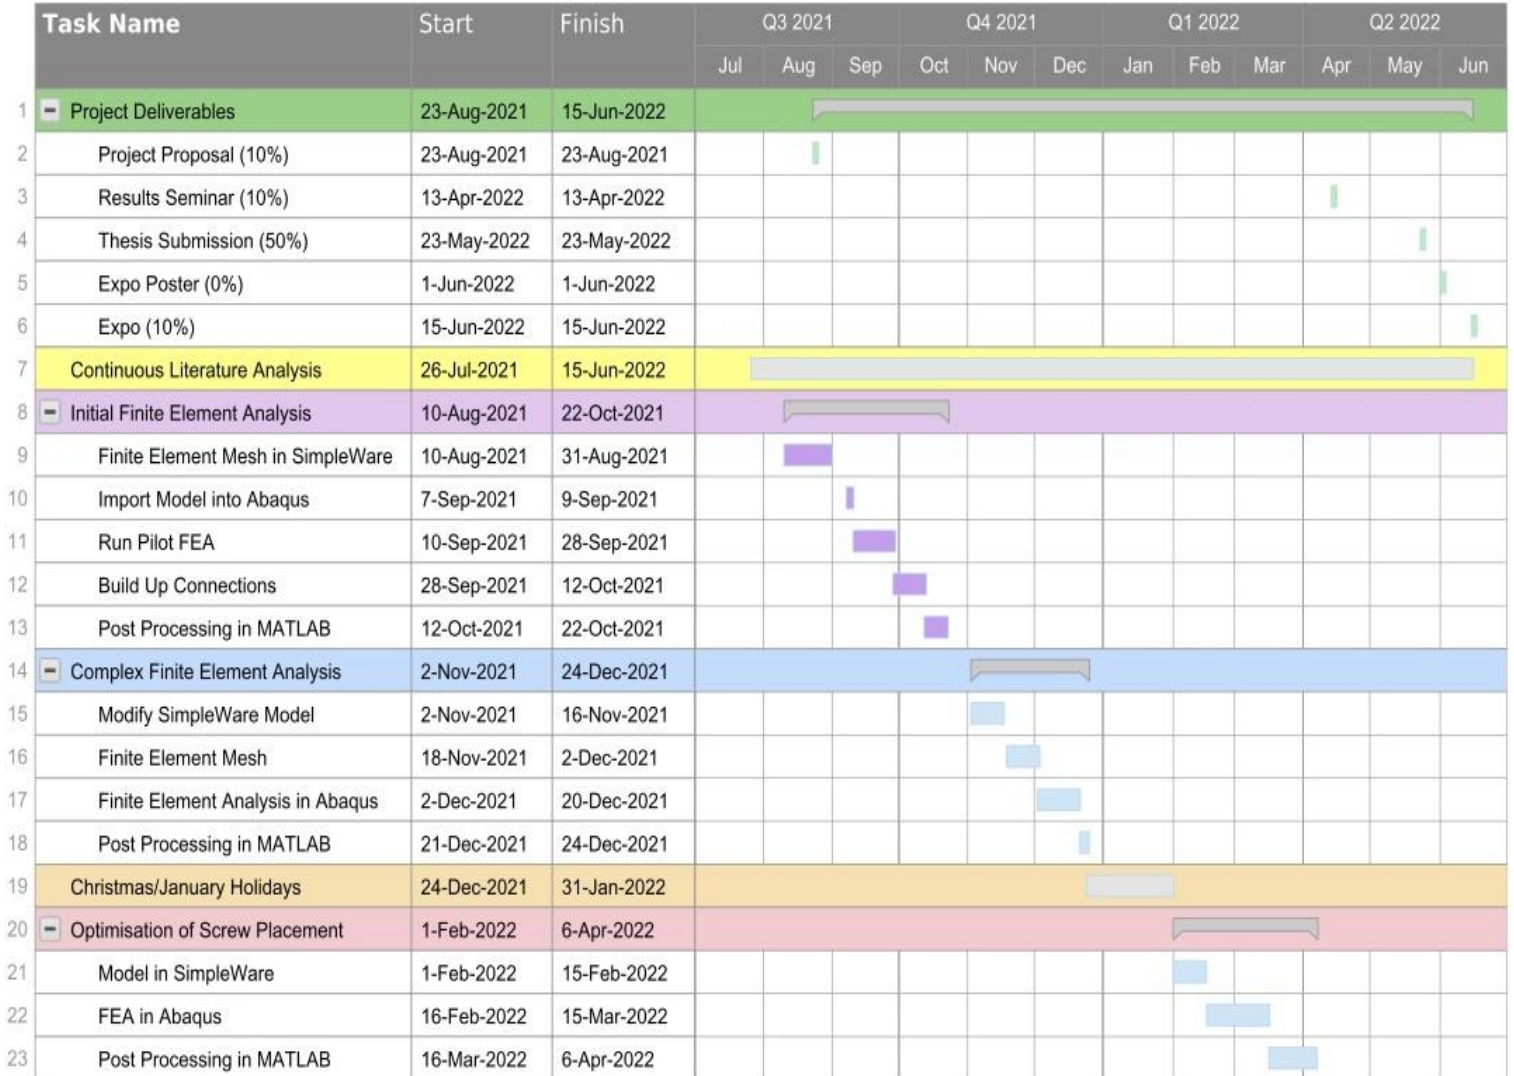 Task Name Start Finish Q3 2021 Q4 2021 Q1 2022 Q2 2022
Jul Aug Sep Oct Nov Dec Jan Feb Mar Apr May Jun
1 Project Deliverables 23-Aug-2021 15-Jun-2022
2 Project Proposal (10%) 23-Aug-2021 23-Aug-2021
3 Results Seminar (10%) 13-Apr-2022 13-Apr-2022
4 Thesis Submission (50%) 23-May-2022 23-May-2022
5 Expo Poster (0%) 1-Jun-2022 1-Jun-2022
6 Expo (10%) 15-Jun-2022 15-Jun-2022
7 Continuous Literature Analysis 26-Jul-2021 15-Jun-2022
8 Initial Finite Element Analysis 10-Aug-2021 22-Oct-2021
9 Finite Element Mesh in SimpleWare 10-Aug-2021 31-Aug-2021
10 Import Model into Abaqus 7-Sep-2021 9-Sep-2021
11 Run Pilot FEA 10-Sep-2021 28-Sep-2021
12 Build Up Connections 28-Sep-2021 12-Oct-2021
13 Post Processing in MATLAB 12-Oct-2021 22-Oct-2021
14 Complex Finite Element Analysis 2-Nov-2021 24-Dec-2021
15 Modify SimpleWare Model 2-Nov-2021 16-Nov-2021
16 Finite Element Mesh 18-Nov-2021 2-Dec-2021
17 Finite Element Analysis in Abaqus 2-Dec-2021 20-Dec-2021
18 Post Processing in MATLAB 21-Dec-2021 24-Dec-2021
19 Christmas/January Holidays 24-Dec-2021 31-Jan-2022
20 Optimisation of Screw Placement 1-Feb-2022 6-Apr-2022
21 Model in SimpleWare 1-Feb-2022 15-Feb-2022
22 FEA in Abaqus 16-Feb-2022 15-Mar-2022
23 Post Processing in MATLAB 16-Mar-2022 6-Apr-2022